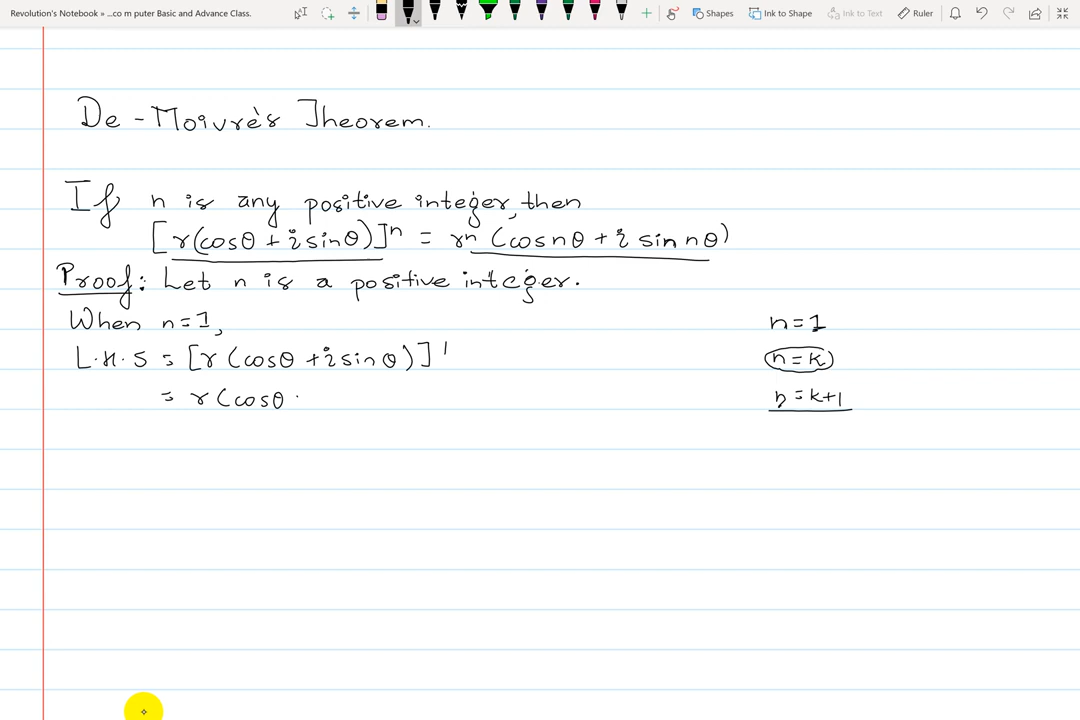 Revolution's Notebook » ...co m puter Basic and Advance Class.
Shapes
Ink to Shape
Ink to Text
Ruler
De-Moivre's Theorem.
If n is any positive integer, then
[r(cosθ + i sinθ)]ⁿ = rⁿ (cosnθ + i sin nθ)
Proof: Let n is a positive integer.
When n=1,
L.H.S = [r(cosθ + i sinθ)]¹
= r(cosθ
n=1
n=k
n=k+1